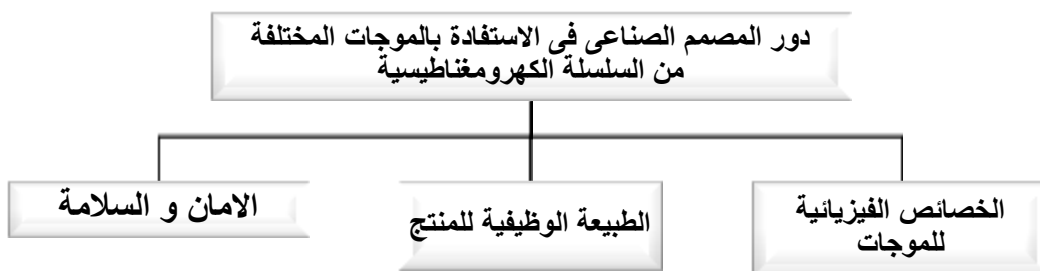 دور المصمم الصناعى فى الاستفادة بالموجات المختلفة
من السلسلة الكهرومغناطيسية
الخصائص الفيزيائية
للموجات
الطبيعة الوظيفية للمنتج
الامان و السلامة